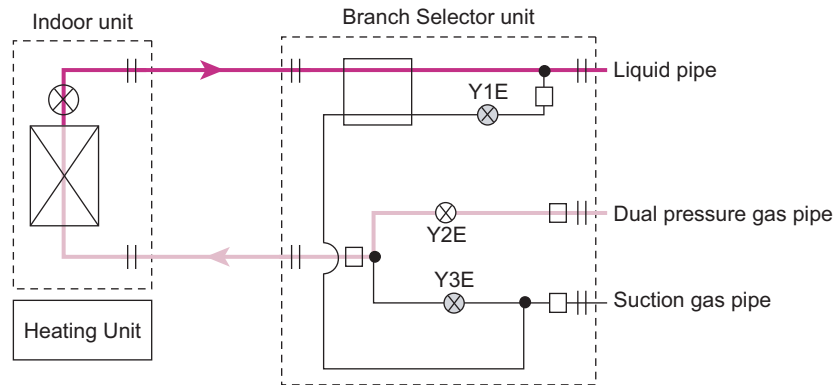 Indoor unit
Branch Selector unit
Liquid pipe
Y1E
Dual pressure gas pipe
Y2E
Y3E
Suction gas pipe
Heating Unit